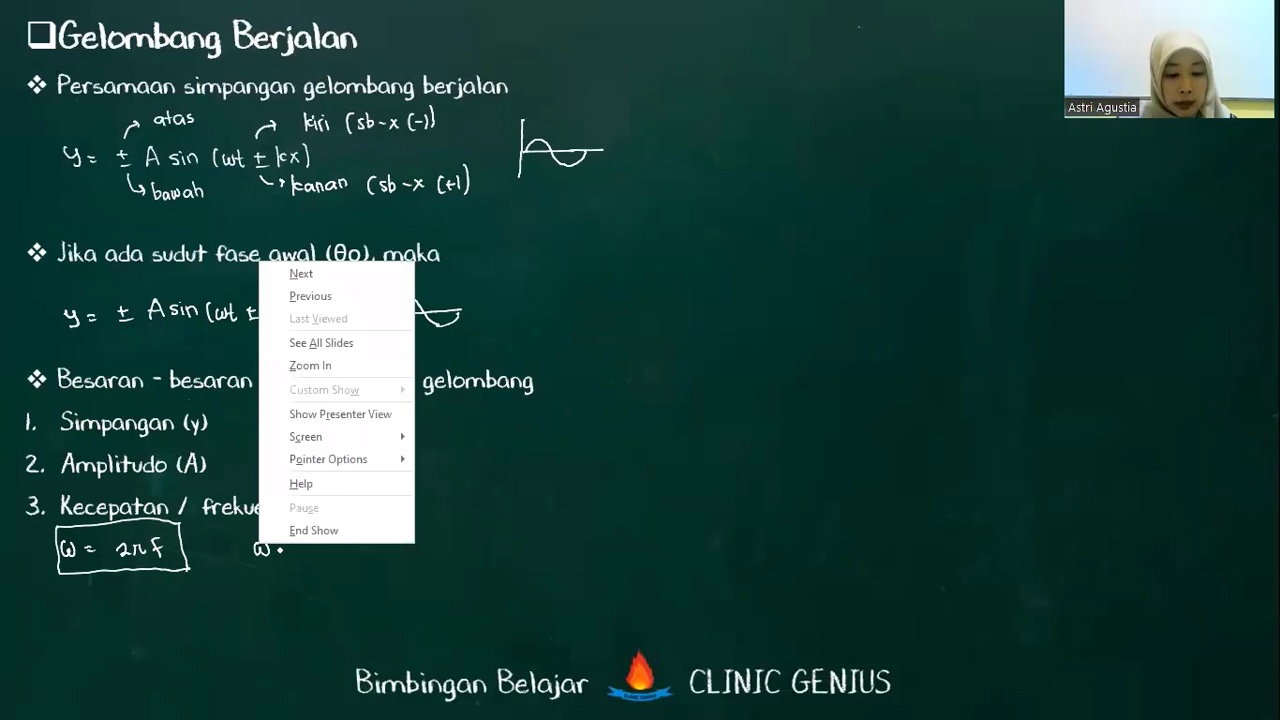 ❑Gelombang Berjalan
❖ Persamaan simpangan gelombang berjalan
atas
kiri (sb-x (-))
y = ± A sin (ωt ± kx)
bawah
kanan (sb-x (+))
❖ Jika ada sudut fase awal (θ0), maka
y = ± A sin (ωt ±
❖ Besaran - besaran gelombang
1. Simpangan (y)
2. Amplitudo (A)
3. Kecepatan / freku
ω = 2πf
ω
Next
Previous
Last Viewed
See All Slides
Zoom In
Custom Show
Show Presenter View
Screen
Pointer Options
Help
Pause
End Show
Astri Agustia
Bimbingan Belajar CLINIC GENIUS